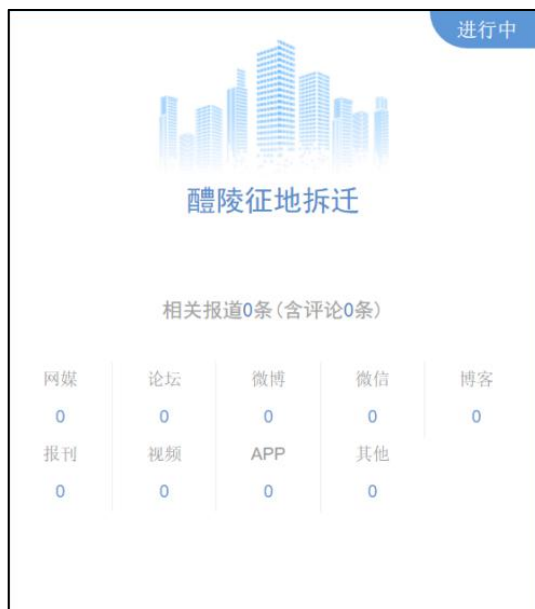 进行中
醴陵征地拆迁
相关报道0条(含评论0条)
网媒 论坛 微博 微信 博客
0 0 0 0 0
报刊 视频 APP 其他
0 0 0 0